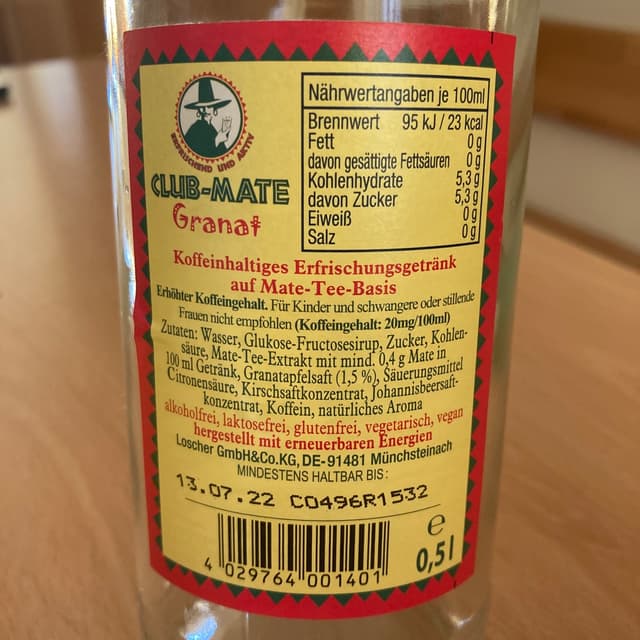 ERFRISCHEND UND AKTIV
CLUB-MATE
Granat
Nährwertangaben je 100ml
Brennwert 95 kJ / 23 kcal
Fett 0 g
davon gesättigte Fettsäuren 0 g
Kohlenhydrate 5,3 g
davon Zucker 5,3 g
Eiweiß 0 g
Salz 0 g
Koffeinhaltiges Erfrischungsgetränk
auf Mate-Tee-Basis
Erhöhter Koffeingehalt. Für Kinder und schwangere oder stillende
Frauen nicht empfohlen (Koffeingehalt: 20mg/100ml)
Zutaten: Wasser, Glukose-Fructosesirup, Zucker, Kohlen-
säure, Mate-Tee-Extrakt mit mind. 0,4 g Mate in
100 ml Getränk, Granatapfelsaft (1,5 %), Säuerungsmittel
Citronensäure, Kirschsaftkonzentrat, Johannisbeersaft-
konzentrat, Koffein, natürliches Aroma
alkoholfrei, laktosefrei, glutenfrei, vegetarisch, vegan
hergestellt mit erneuerbaren Energien
Loscher GmbH&Co.KG, DE-91481 Münchsteinach
MINDESTENS HALTBAR BIS:
13.07.22 CO496R1532
4 029764 001401
e
0,5 l